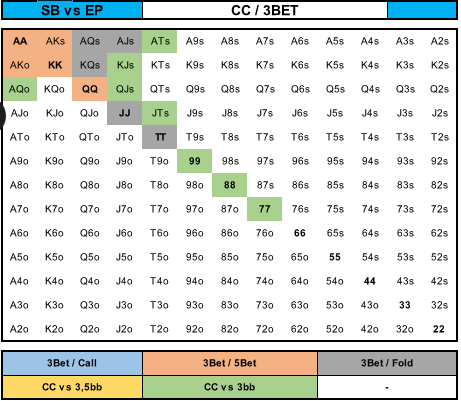 SB vs EP CC / 3BET
AA AKs AQs AJs ATs A9s A8s A7s A6s A5s A4s A3s A2s
AKo KK KQs KJs KTs K9s K8s K7s K6s K5s K4s K3s K2s
AQo KQo QQ QJs QTs Q9s Q8s Q7s Q6s Q5s Q4s Q3s Q2s
AJo KJo QJo JJ JTs J9s J8s J7s J6s J5s J4s J3s J2s
ATo KTo QTo JTo TT T9s T8s T7s T6s T5s T4s T3s T2s
A9o K9o Q9o J9o T9o 99 98s 97s 96s 95s 94s 93s 92s
A8o K8o Q8o J8o T8o 98o 88 87s 86s 85s 84s 83s 82s
A7o K7o Q7o J7o T7o 97o 87o 77 76s 75s 74s 73s 72s
A6o K6o Q6o J6o T6o 96o 86o 76o 66 65s 64s 63s 62s
A5o K5o Q5o J5o T5o 95o 85o 75o 65o 55 54s 53s 52s
A4o K4o Q4o J4o T4o 94o 84o 74o 64o 54o 44 43s 42s
A3o K3o Q3o J3o T3o 93o 83o 73o 63o 53o 43o 33 32s
A2o K2o Q2o J2o T2o 92o 82o 72o 62o 52o 42o 32o 22
3Bet / Call 3Bet / 5Bet 3Bet / Fold
CC vs 3,5bb CC vs 3bb -